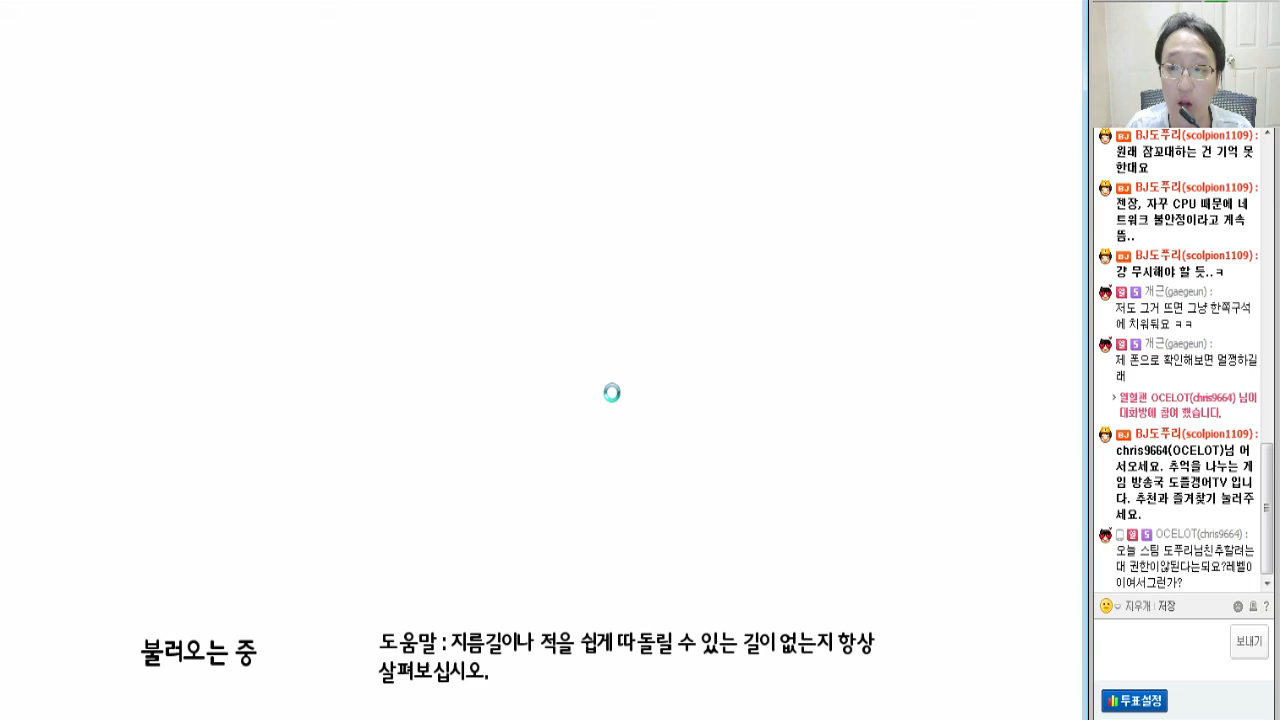 불러오는 중
도움말 : 지름길이나 적을 쉽게 따돌릴 수 있는 길이 없는지 항상
살펴보십시오.
BJ BJ도푸리(scolpion1109) :
원래 잠꼬대하는 건 기억 못
한대요
BJ BJ도푸리(scolpion1109) :
젠장, 자꾸 CPU 때문에 네
트워크 불안정이라고 계속
뜸..
BJ BJ도푸리(scolpion1109) :
걍 무시해야 할 듯..ㅋ
열 S 개근(gaegeun) :
저도 그거 뜨면 그냥 한쪽구석
에 치워둬요 ㅋㅋ
열 S 개근(gaegeun) :
제 폰으로 확인해보면 멀쩡하길
래
열혈팬 OCELOT(chris9664) 님이
대화방에 참여 했습니다.
BJ BJ도푸리(scolpion1109) :
chris9664(OCELOT)님 어
서오세요. 추억을 나누는 게
임 방송국 도플갱어TV 입니
다. 추천과 즐겨찾기 눌러주
세요.
열 S OCELOT(chris9664) :
오늘 스팀 도푸리님친추할려는
대 권한이않된다는되요?레벨0
이여서그런가?
지우개 저장 ?
보내기
투표설정